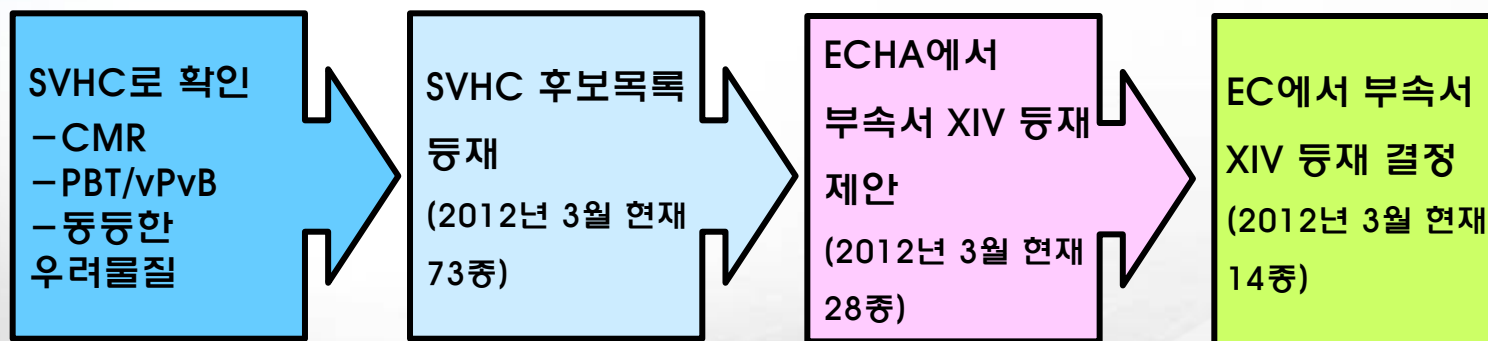 SVHC로 확인
-CMR
-PBT/vPvB
-동등한
우려물질
SVHC 후보목록
등재
(2012년 3월 현재
73종)
ECHA에서
부속서 XIV 등재
제안
(2012년 3월 현재
28종)
EC에서 부속서
XIV 등재 결정
(2012년 3월 현재
14종)